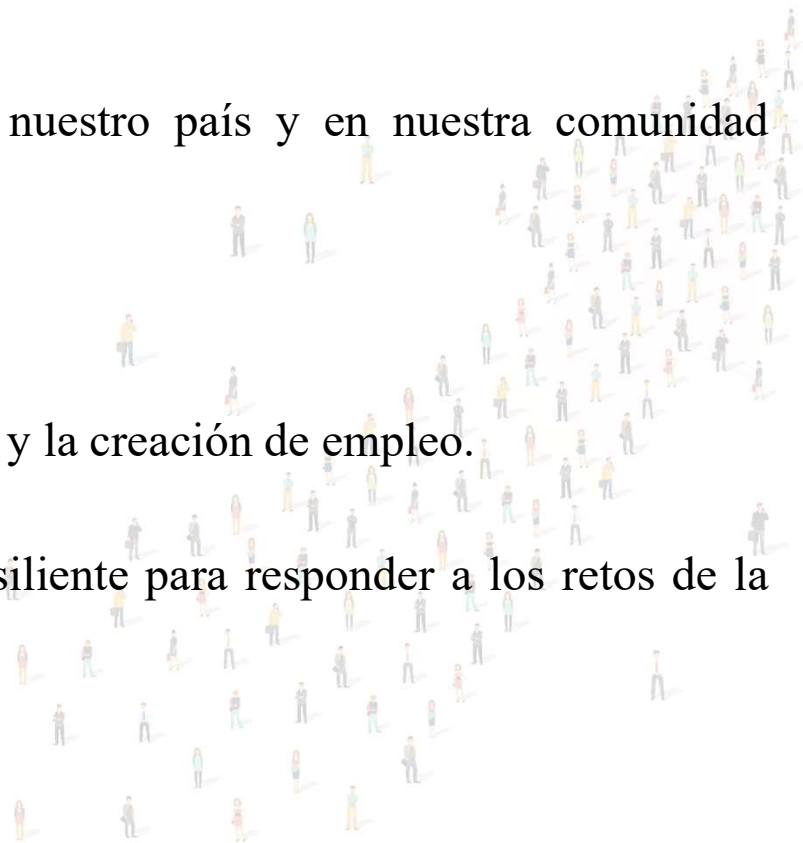 nuestro país y en nuestra comunidad
y la creación de empleo.
siliente para responder a los retos de la